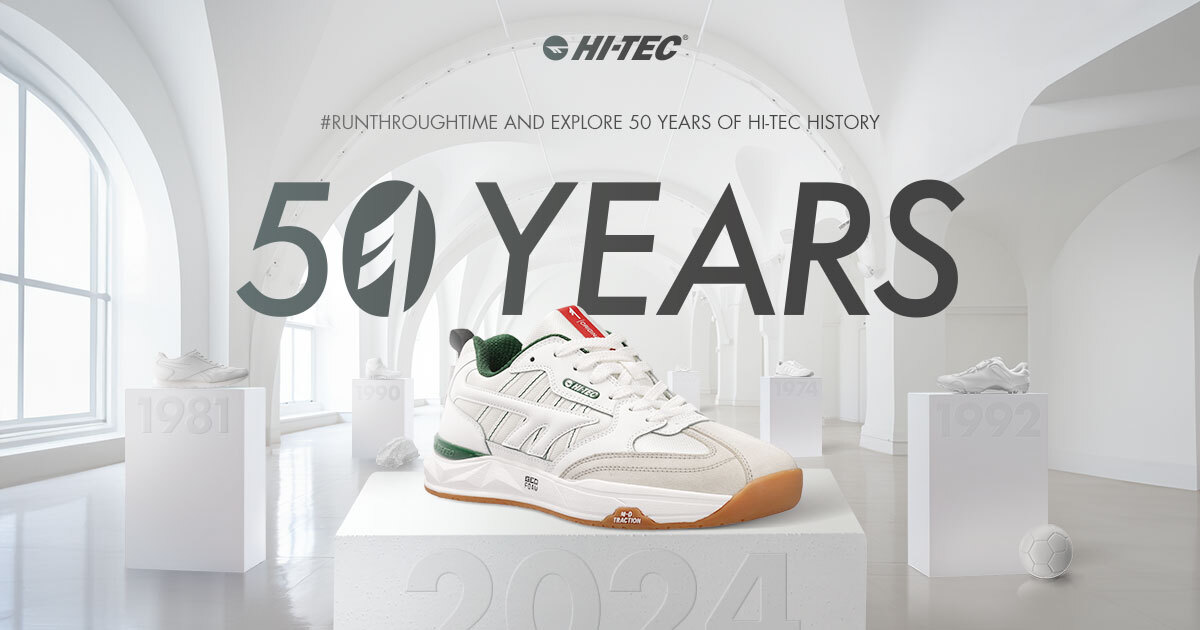 HI-TEC®
#RUNTHROUGHTIME AND EXPLORE 50 YEARS OF HI-TEC HISTORY
50 YEARS
1981
1990
1974
1992
HI-TEC
M-D
TRACTION
2024